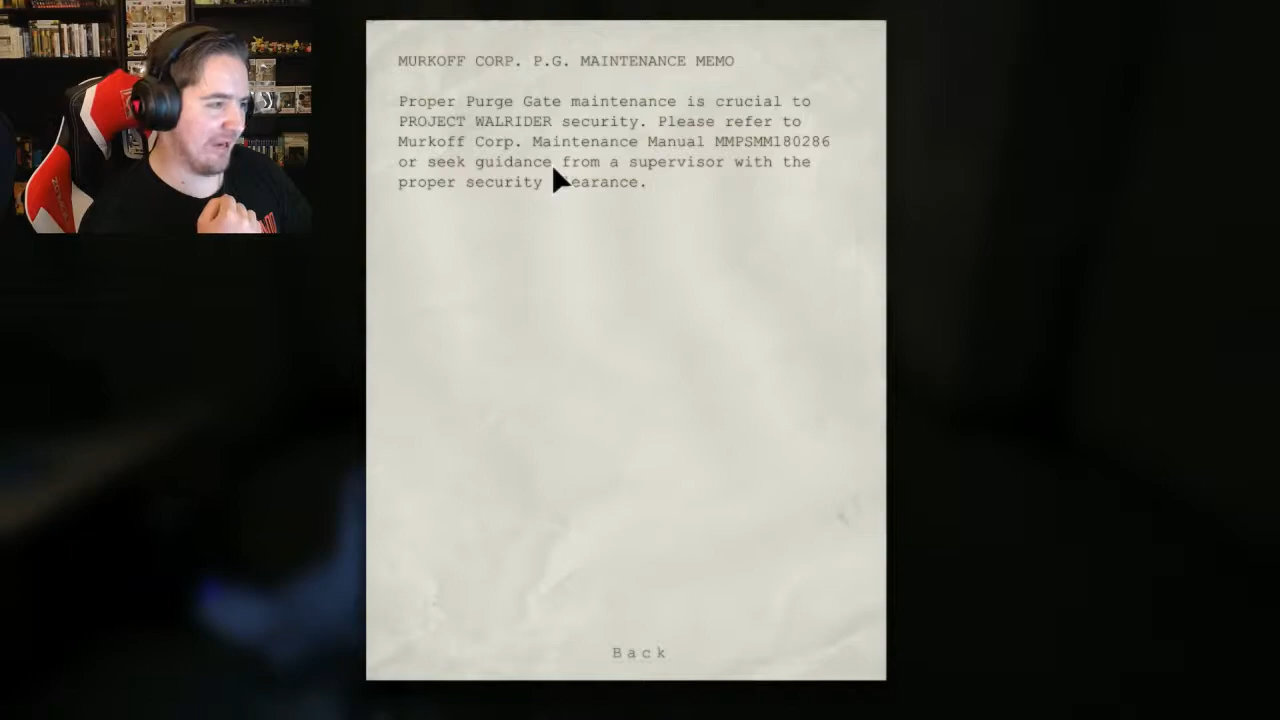 MURKOFF CORP. P.G. MAINTENANCE MEMO
Proper Purge Gate maintenance is crucial to
PROJECT WALRIDER security. Please refer to
Murkoff Corp. Maintenance Manual MMPSMM180286
or seek guidance from a supervisor with the
proper security earance.
Back